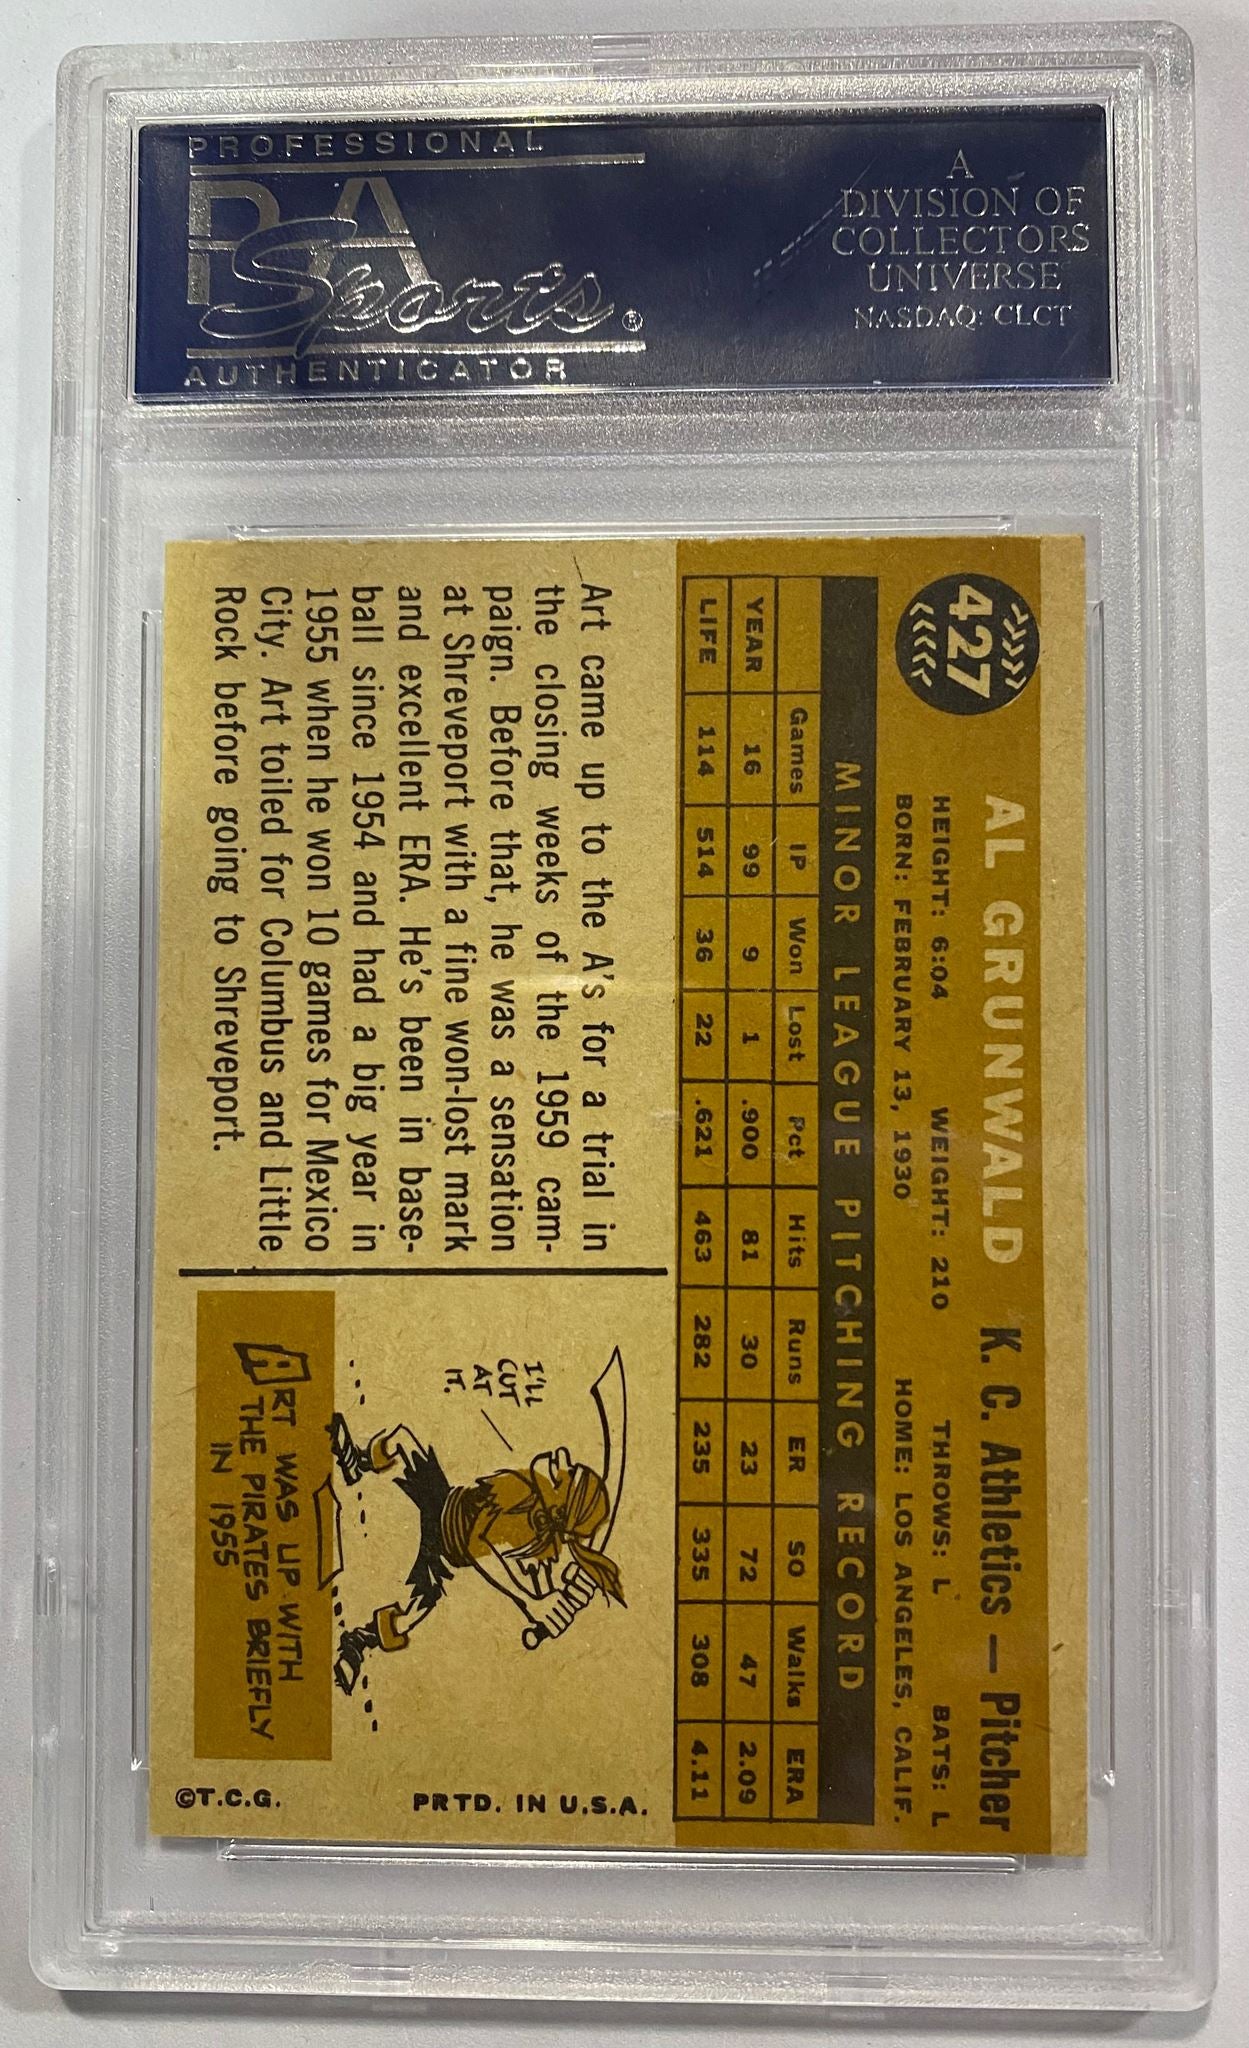 PROFESSIONAL
PSA
Sports®
AUTHENTICATOR
A
DIVISION OF
COLLECTORS
UNIVERSE
NASDAQ: CLCT
427
AL GRUNWALD K. C. Athletics — Pitcher
HEIGHT: 6:04 WEIGHT: 210 THROWS: L BATS: L
BORN: FEBRUARY 13, 1930 HOME: LOS ANGELES, CALIF.
MINOR LEAGUE PITCHING RECORD
Games IP Won Lost Pct Hits Runs ER SO Walks ERA
YEAR 16 99 9 1 .900 81 30 23 72 47 2.09
LIFE 114 514 36 22 .621 463 282 235 335 308 4.11
Art came up to the A's for a trial in
the closing weeks of the 1959 cam-
paign. Before that, he was a sensation
at Shreveport with a fine won-lost mark
and excellent ERA. He's been in base-
ball since 1954 and had a big year in
1955 when he won 10 games for Mexico
City. Art toiled for Columbus and Little
Rock before going to Shreveport.
I'LL
CUT
AT
IT.
ART WAS UP WITH
THE PIRATES BRIEFLY
IN 1955
©T.C.G. PRTD. IN U.S.A.